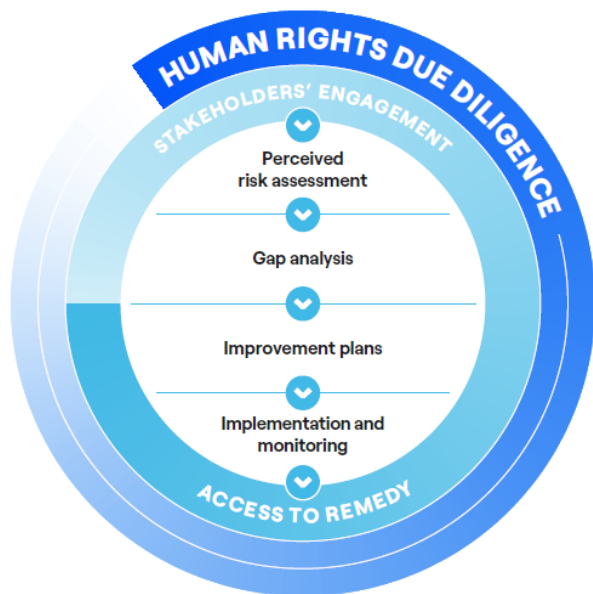 HUMAN RIGHTS DUE DILIGENCE
STAKEHOLDERS' ENGAGEMENT
Perceived
risk assessment
Gap analysis
Improvement plans
Implementation and
monitoring
ACCESS TO REMEDY